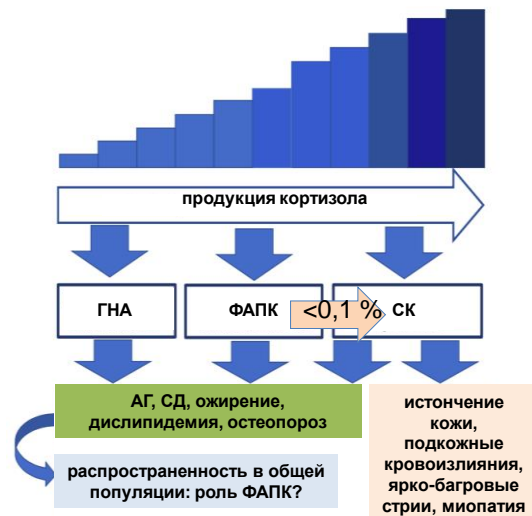 продукция кортизола
ГНА
ФАПК
<0,1 %
СК
АГ, СД, ожирение,
дислипидемия, остеопороз
распространенность в общей
популяции: роль ФАПК?
истончение
кожи,
подкожные
кровоизлияния,
ярко-багровые
стрии, миопатия